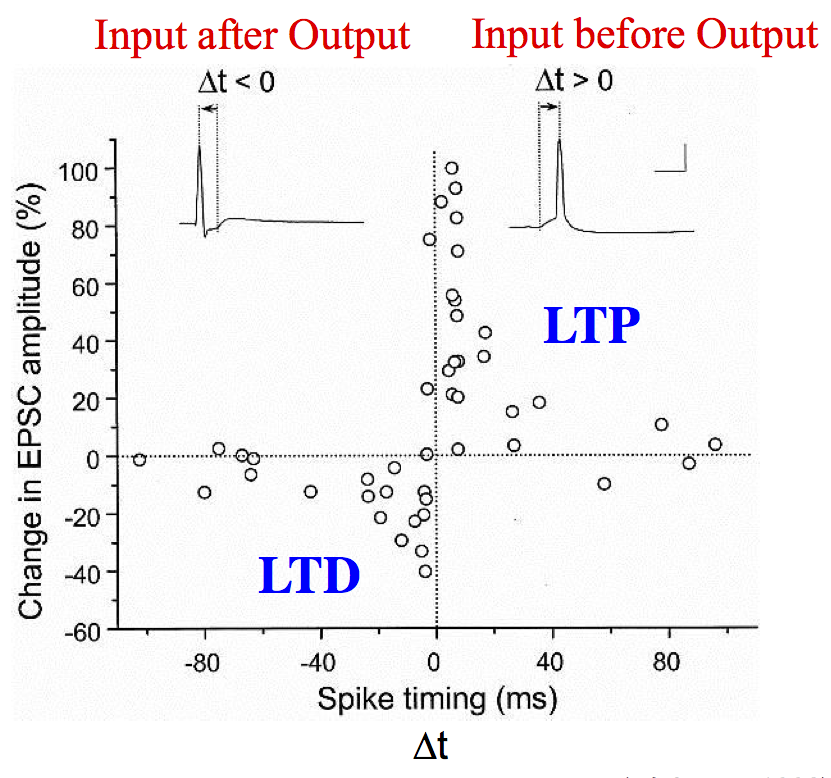 Input after Output
Input before Output
Δt < 0
Δt > 0
Change in EPSC amplitude (%)
100
80
60
40
20
0
-20
-40
-60
LTP
LTD
-80
-40
0
40
80
Spike timing (ms)
Δt